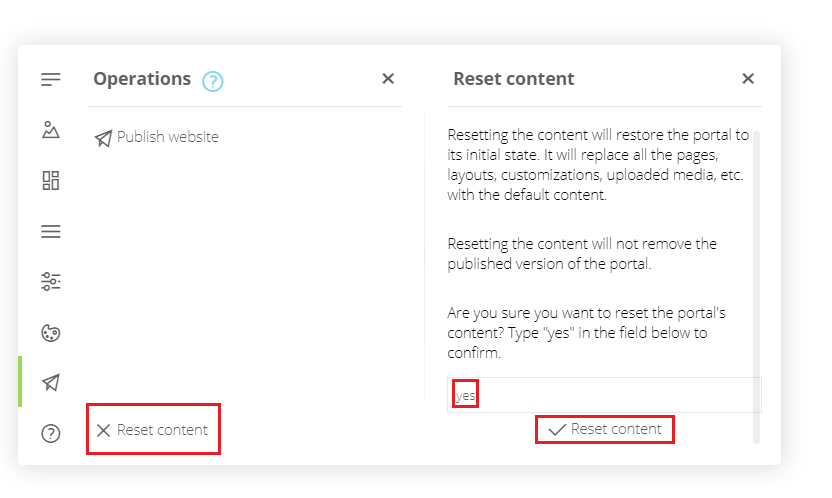 Operations ?
Publish website
Reset content
Reset content
Resetting the content will restore the portal to
its initial state. It will replace all the pages,
layouts, customizations, uploaded media, etc.
with the default content.
Resetting the content will not remove the
published version of the portal.
Are you sure you want to reset the portal's
content? Type "yes" in the field below to
confirm.
yes
Reset content